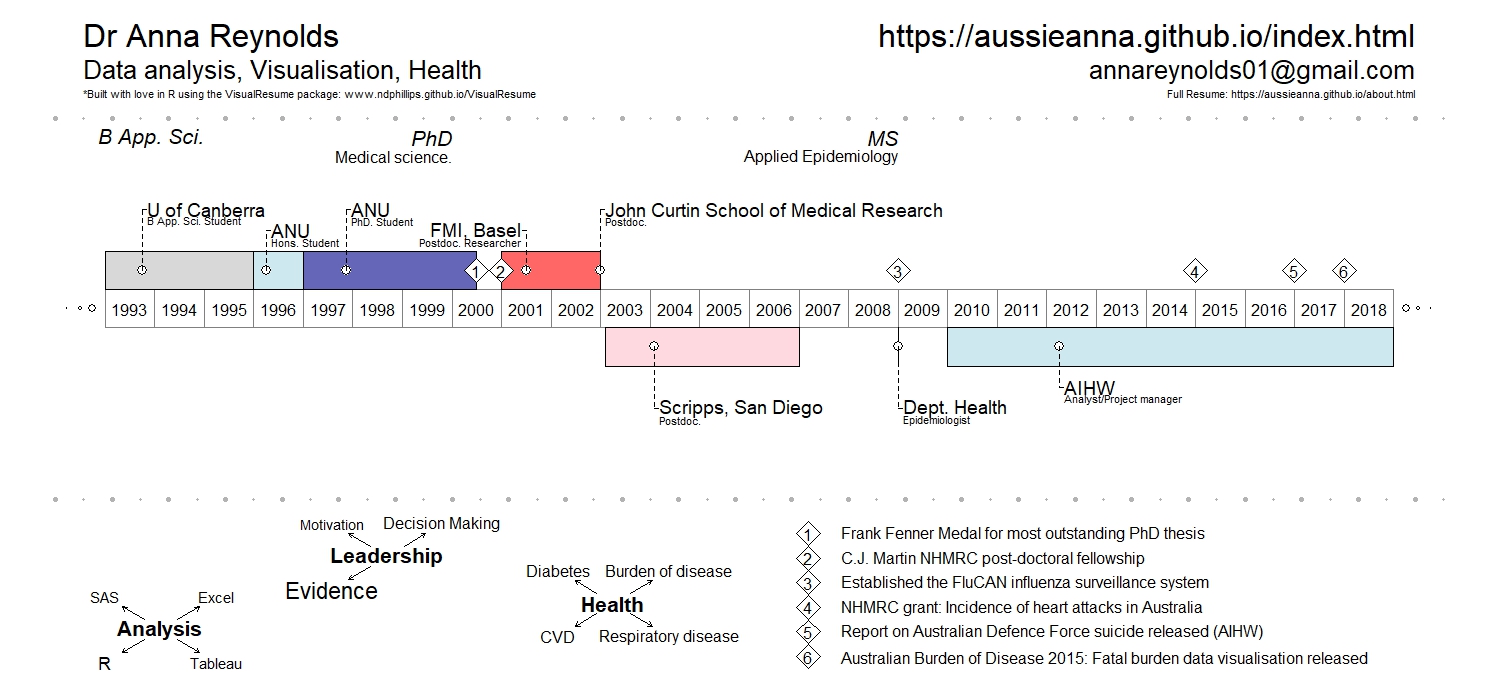 Dr Anna Reynolds
https://aussieanna.github.io/index.html
Data analysis, Visualisation, Health
annareynolds01@gmail.com
*Built with love in R using the VisualResume package: www.ndphillips.github.io/VisualResume
Full Resume: https://aussieanna.github.io/about.html
B App. Sci.
PhD
Medical science.
MS
Applied Epidemiology
U of Canberra
B App. Sci. Student
ANU
Hons. Student
ANU
PhD. Student
FMI, Basel
Postdoc. Researcher
John Curtin School of Medical Research
Postdoc.
1 2 3 4 5 6
1993 1994 1995 1996 1997 1998 1999 2000 2001 2002 2003 2004 2005 2006 2007 2008 2009 2010 2011 2012 2013 2014 2015 2016 2017 2018
Scripps, San Diego
Postdoc.
Dept. Health
Epidemiologist
AIHW
Analyst/Project manager
SAS
Excel
Analysis
R
Tableau
Motivation
Decision Making
Leadership
Evidence
Diabetes
Burden of disease
Health
CVD
Respiratory disease
1 Frank Fenner Medal for most outstanding PhD thesis
2 C.J. Martin NHMRC post-doctoral fellowship
3 Established the FluCAN influenza surveillance system
4 NHMRC grant: Incidence of heart attacks in Australia
5 Report on Australian Defence Force suicide released (AIHW)
6 Australian Burden of Disease 2015: Fatal burden data visualisation released